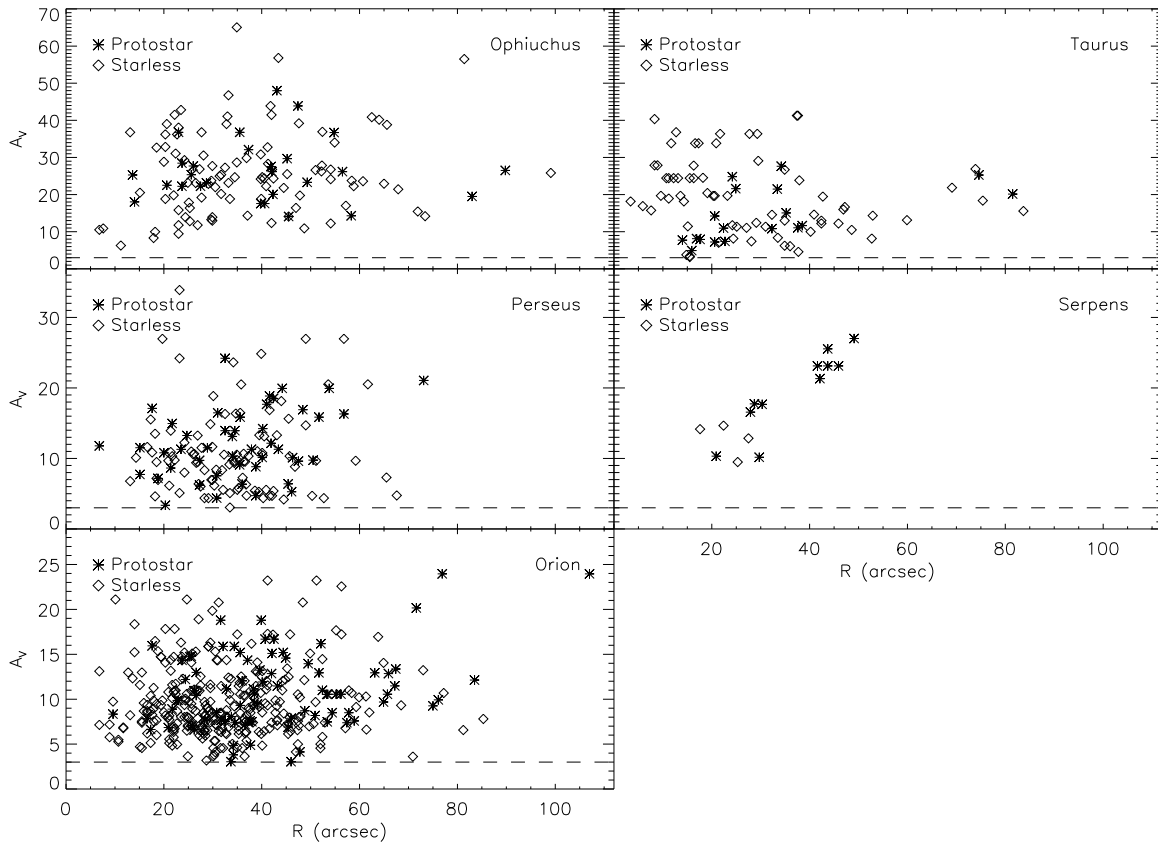 70
60
50
40
30
20
10
0
A_V
Protostar
Starless
Ophiuchus
Protostar
Starless
Taurus
30
20
10
0
A_V
Protostar
Starless
Perseus
Protostar
Starless
Serpens
20 40 60 80 100
R (arcsec)
25
20
15
10
5
0
A_V
Protostar
Starless
Orion
0 20 40 60 80 100
R (arcsec)